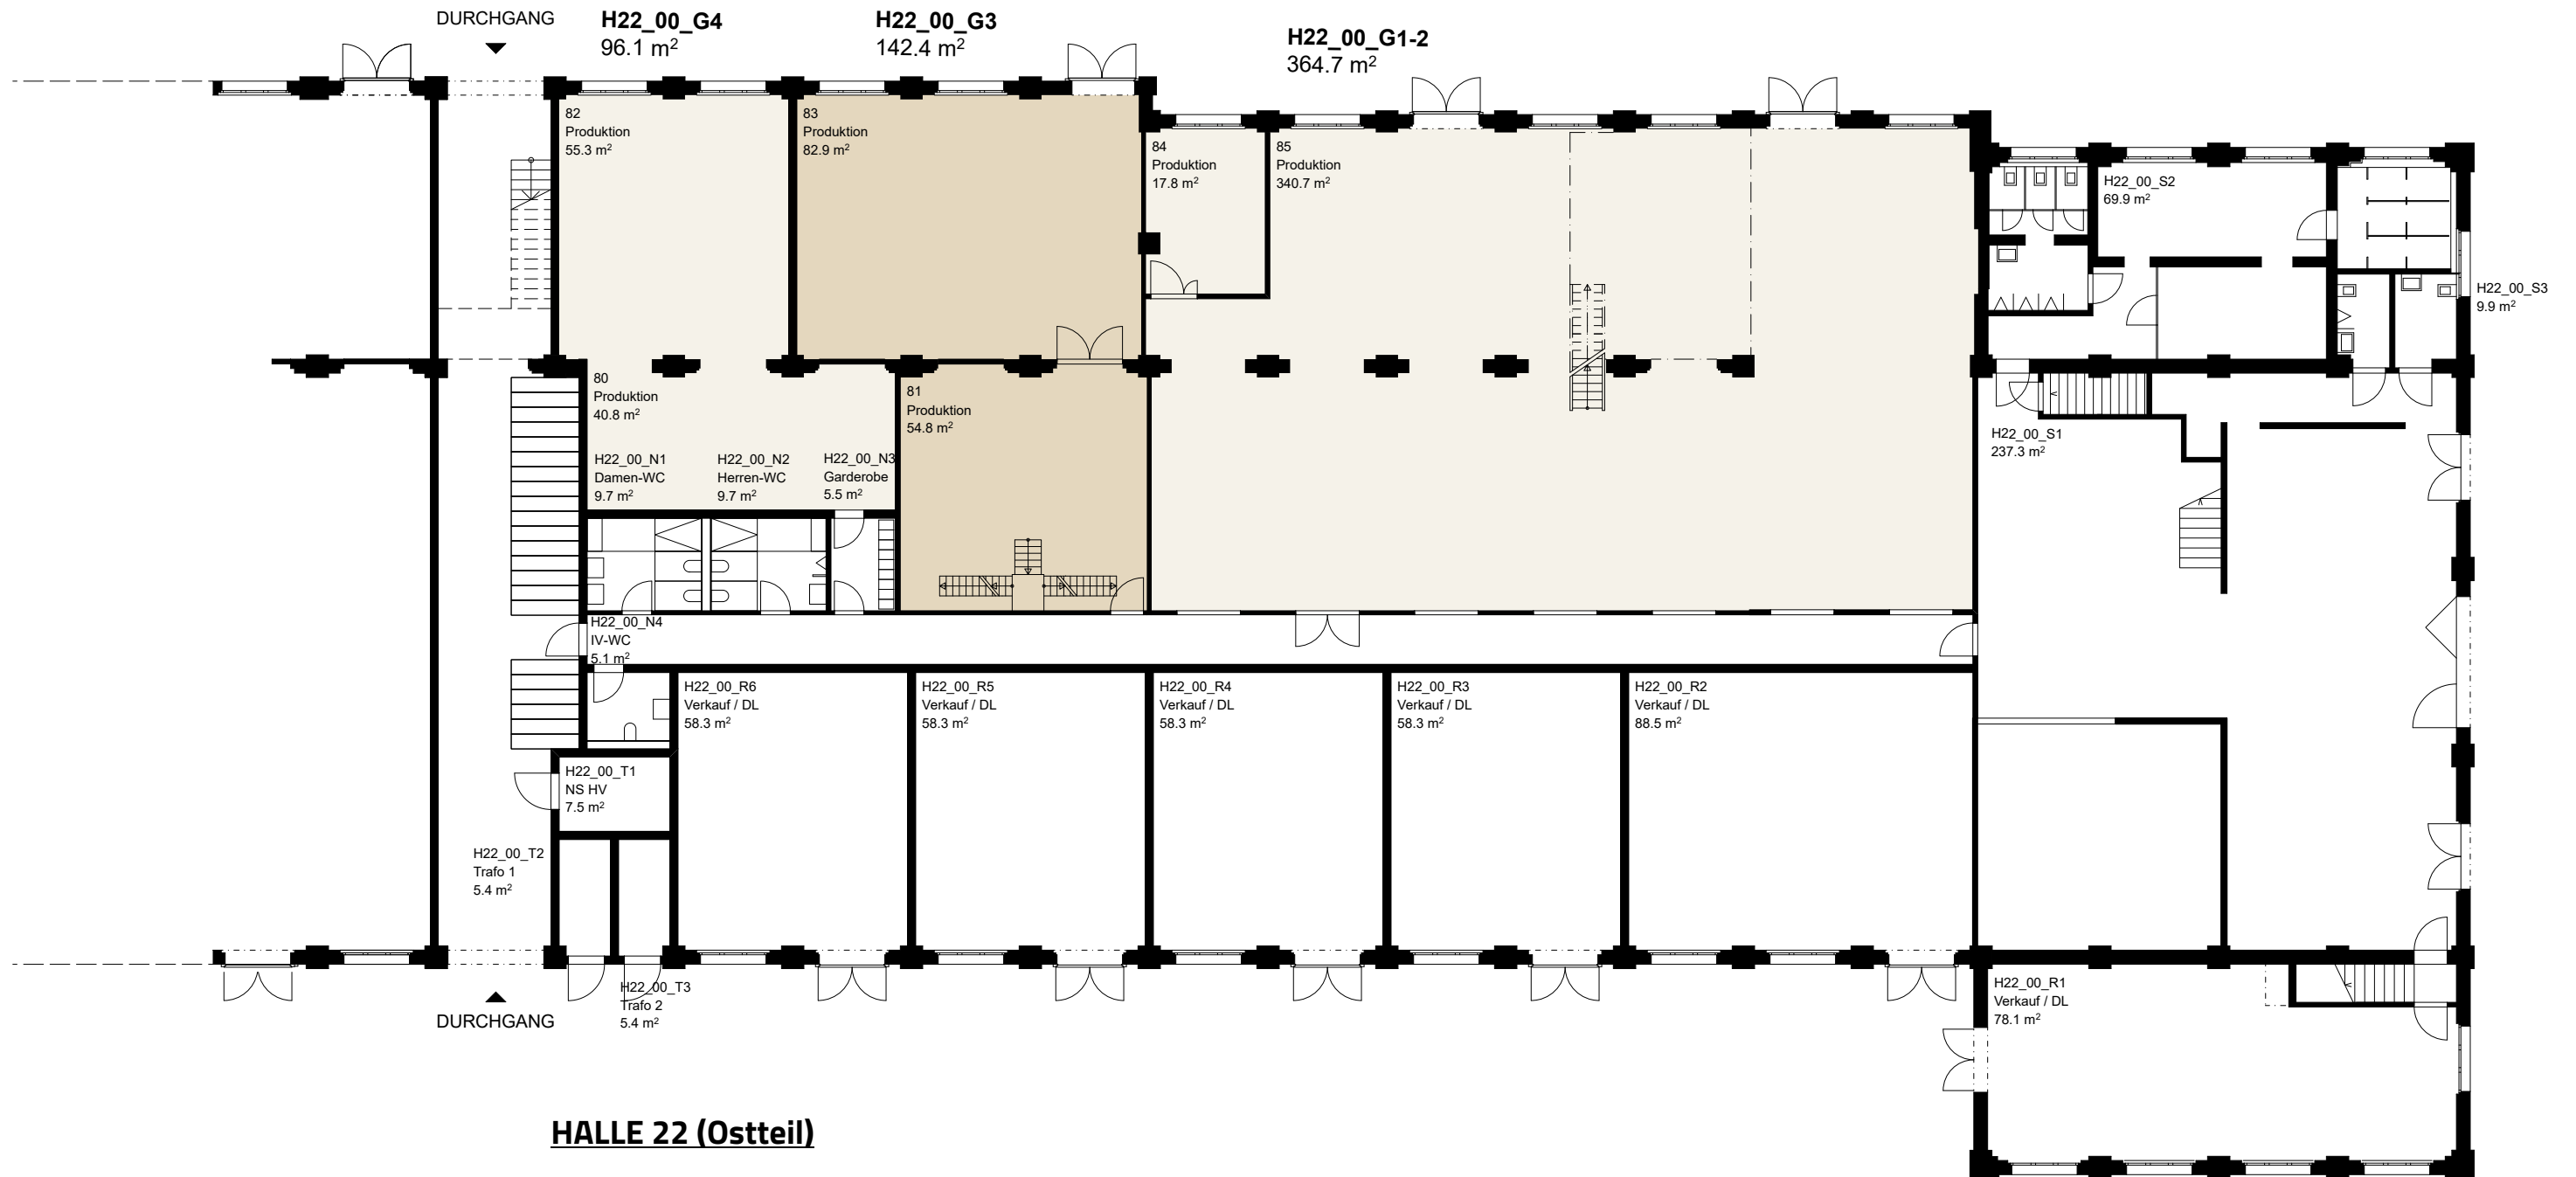 DURCHGANG
H22_00_G4
96.1 m²
H22_00_G3
142.4 m²
H22_00_G1-2
364.7 m²
82
Produktion
55.3 m²
83
Produktion
82.9 m²
84
Produktion
17.8 m²
85
Produktion
340.7 m²
H22_00_S2
69.9 m²
H22_00_S3
9.9 m²
80
Produktion
40.8 m²
81
Produktion
54.8 m²
H22_00_S1
237.3 m²
H22_00_N1
Damen-WC
9.7 m²
H22_00_N2
Herren-WC
9.7 m²
H22_00_N3
Garderobe
5.5 m²
H22_00_N4
IV-WC
5.1 m²
H22_00_R6
Verkauf / DL
58.3 m²
H22_00_R5
Verkauf / DL
58.3 m²
H22_00_R4
Verkauf / DL
58.3 m²
H22_00_R3
Verkauf / DL
58.3 m²
H22_00_R2
Verkauf / DL
88.5 m²
H22_00_T1
NS HV
7.5 m²
H22_00_T2
Trafo 1
5.4 m²
H22_00_T3
Trafo 2
5.4 m²
H22_00_R1
Verkauf / DL
78.1 m²
DURCHGANG
HALLE 22 (Ostteil)